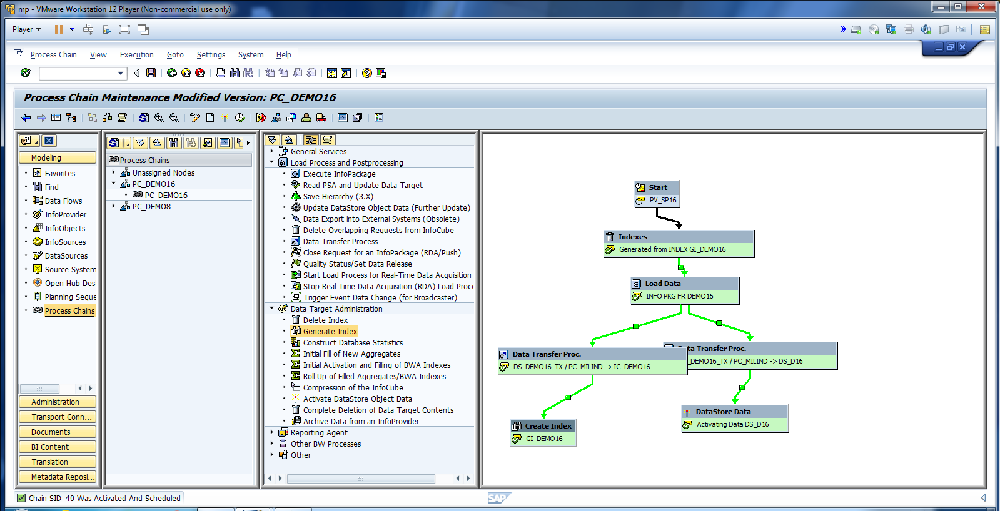 mp - VMware Workstation 12 Player (Non-commercial use only)
Player
Process Chain View Execution Goto Settings System Help
Process Chain Maintenance Modified Version: PC_DEMO16
Modeling
Favorites
Find
Data Flows
InfoProvider
InfoObjects
InfoSources
DataSources
Source System
Open Hub Dest
Planning Seque
Process Chains
Administration
Transport Conn...
Documents
BI Content
Translation
Metadata Reposi...
Process Chains
Unassigned Nodes
PC_DEMO16
PC_DEMO16
PC_DEMO8
General Services
Load Process and Postprocessing
Execute InfoPackage
Read PSA and Update Data Target
Save Hierarchy (3.X)
Update DataStore Object Data (Further Update)
Data Export into External Systems (Obsolete)
Delete Overlapping Requests from InfoCube
Data Transfer Process
Close Request for an InfoPackage (RDA/Push)
Quality Status/Set Data Release
Start Load Process for Real-Time Data Acquisition
Stop Real-Time Data Acquisition (RDA) Load Proce
Trigger Event Data Change (for Broadcaster)
Data Target Administration
Delete Index
Generate Index
Construct Database Statistics
Initial Fill of New Aggregates
Initial Activation and Filling of BWA Indexes
Roll Up of Filled Aggregates/BWA Indexes
Compression of the InfoCube
Activate DataStore Object Data
Complete Deletion of Data Target Contents
Archive Data from an InfoProvider
Reporting Agent
Other BW Processes
Other
Start
PV_SP16
Indexes
Generated from INDEX GI_DEMO16
Load Data
INFO PKG FR DEMO16
Data Transfer Proc.
DS_DEMO16_TX / PC_MILIND -> IC_DEMO16
ta Transfer Proc.
_DEMO16_TX / PC_MILIND -> DS_D16
Create Index
GI_DEMO16
DataStore Data
Activating Data DS_D16
Chain SID_40 Was Activated And Scheduled
SAP